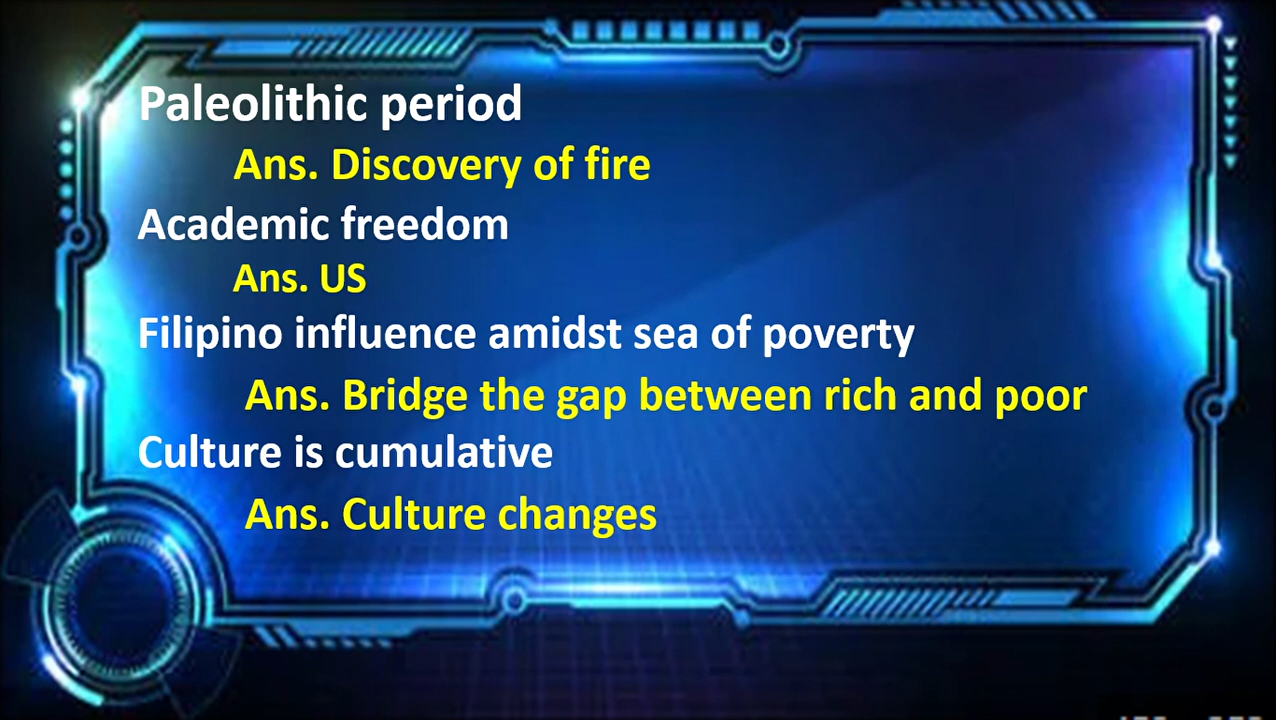 Paleolithic period
Ans. Discovery of fire
Academic freedom
Ans. US
Filipino influence amidst sea of poverty
Ans. Bridge the gap between rich and poor
Culture is cumulative
Ans. Culture changes